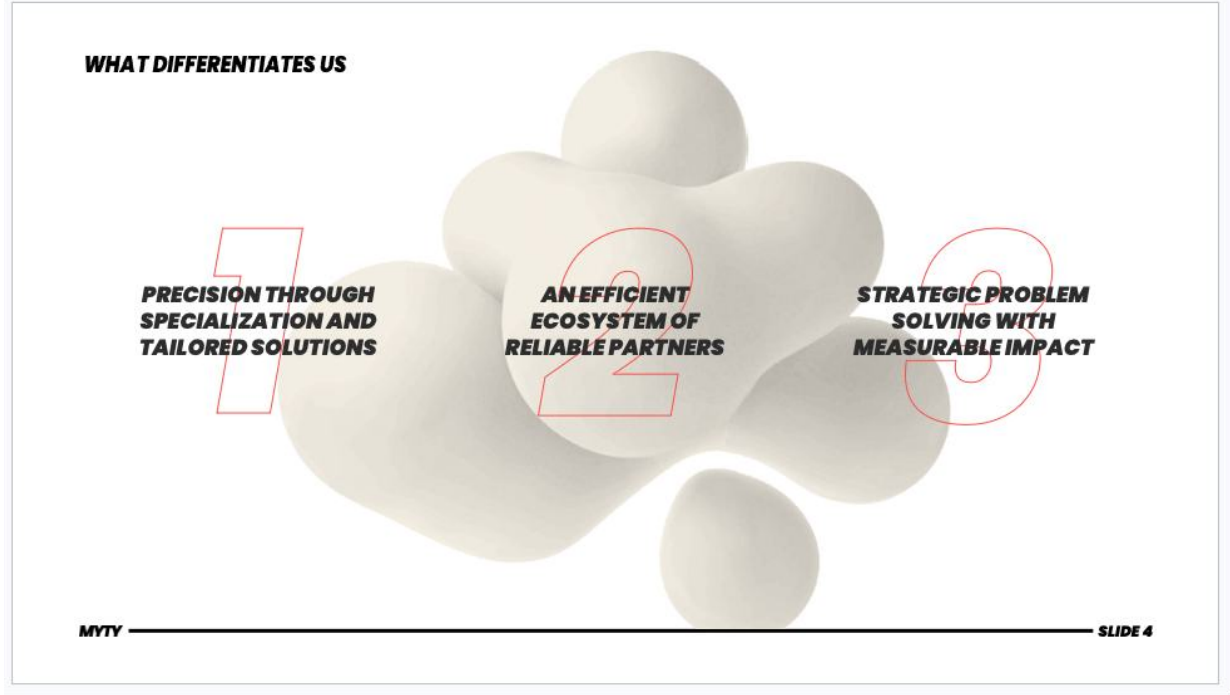 WHAT DIFFERENTIATES US
1
PRECISION THROUGH
SPECIALIZATION AND
TAILORED SOLUTIONS
2
AN EFFICIENT
ECOSYSTEM OF
RELIABLE PARTNERS
3
STRATEGIC PROBLEM
SOLVING WITH
MEASURABLE IMPACT
MYTY
SLIDE 4